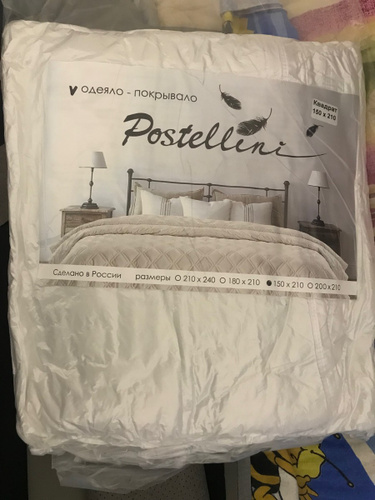 v одеяло - покрывало
Квадрат
150 x 210
Postellini
Сделано в России размеры 210 x 240 180 x 210 150 x 210 200 x 210